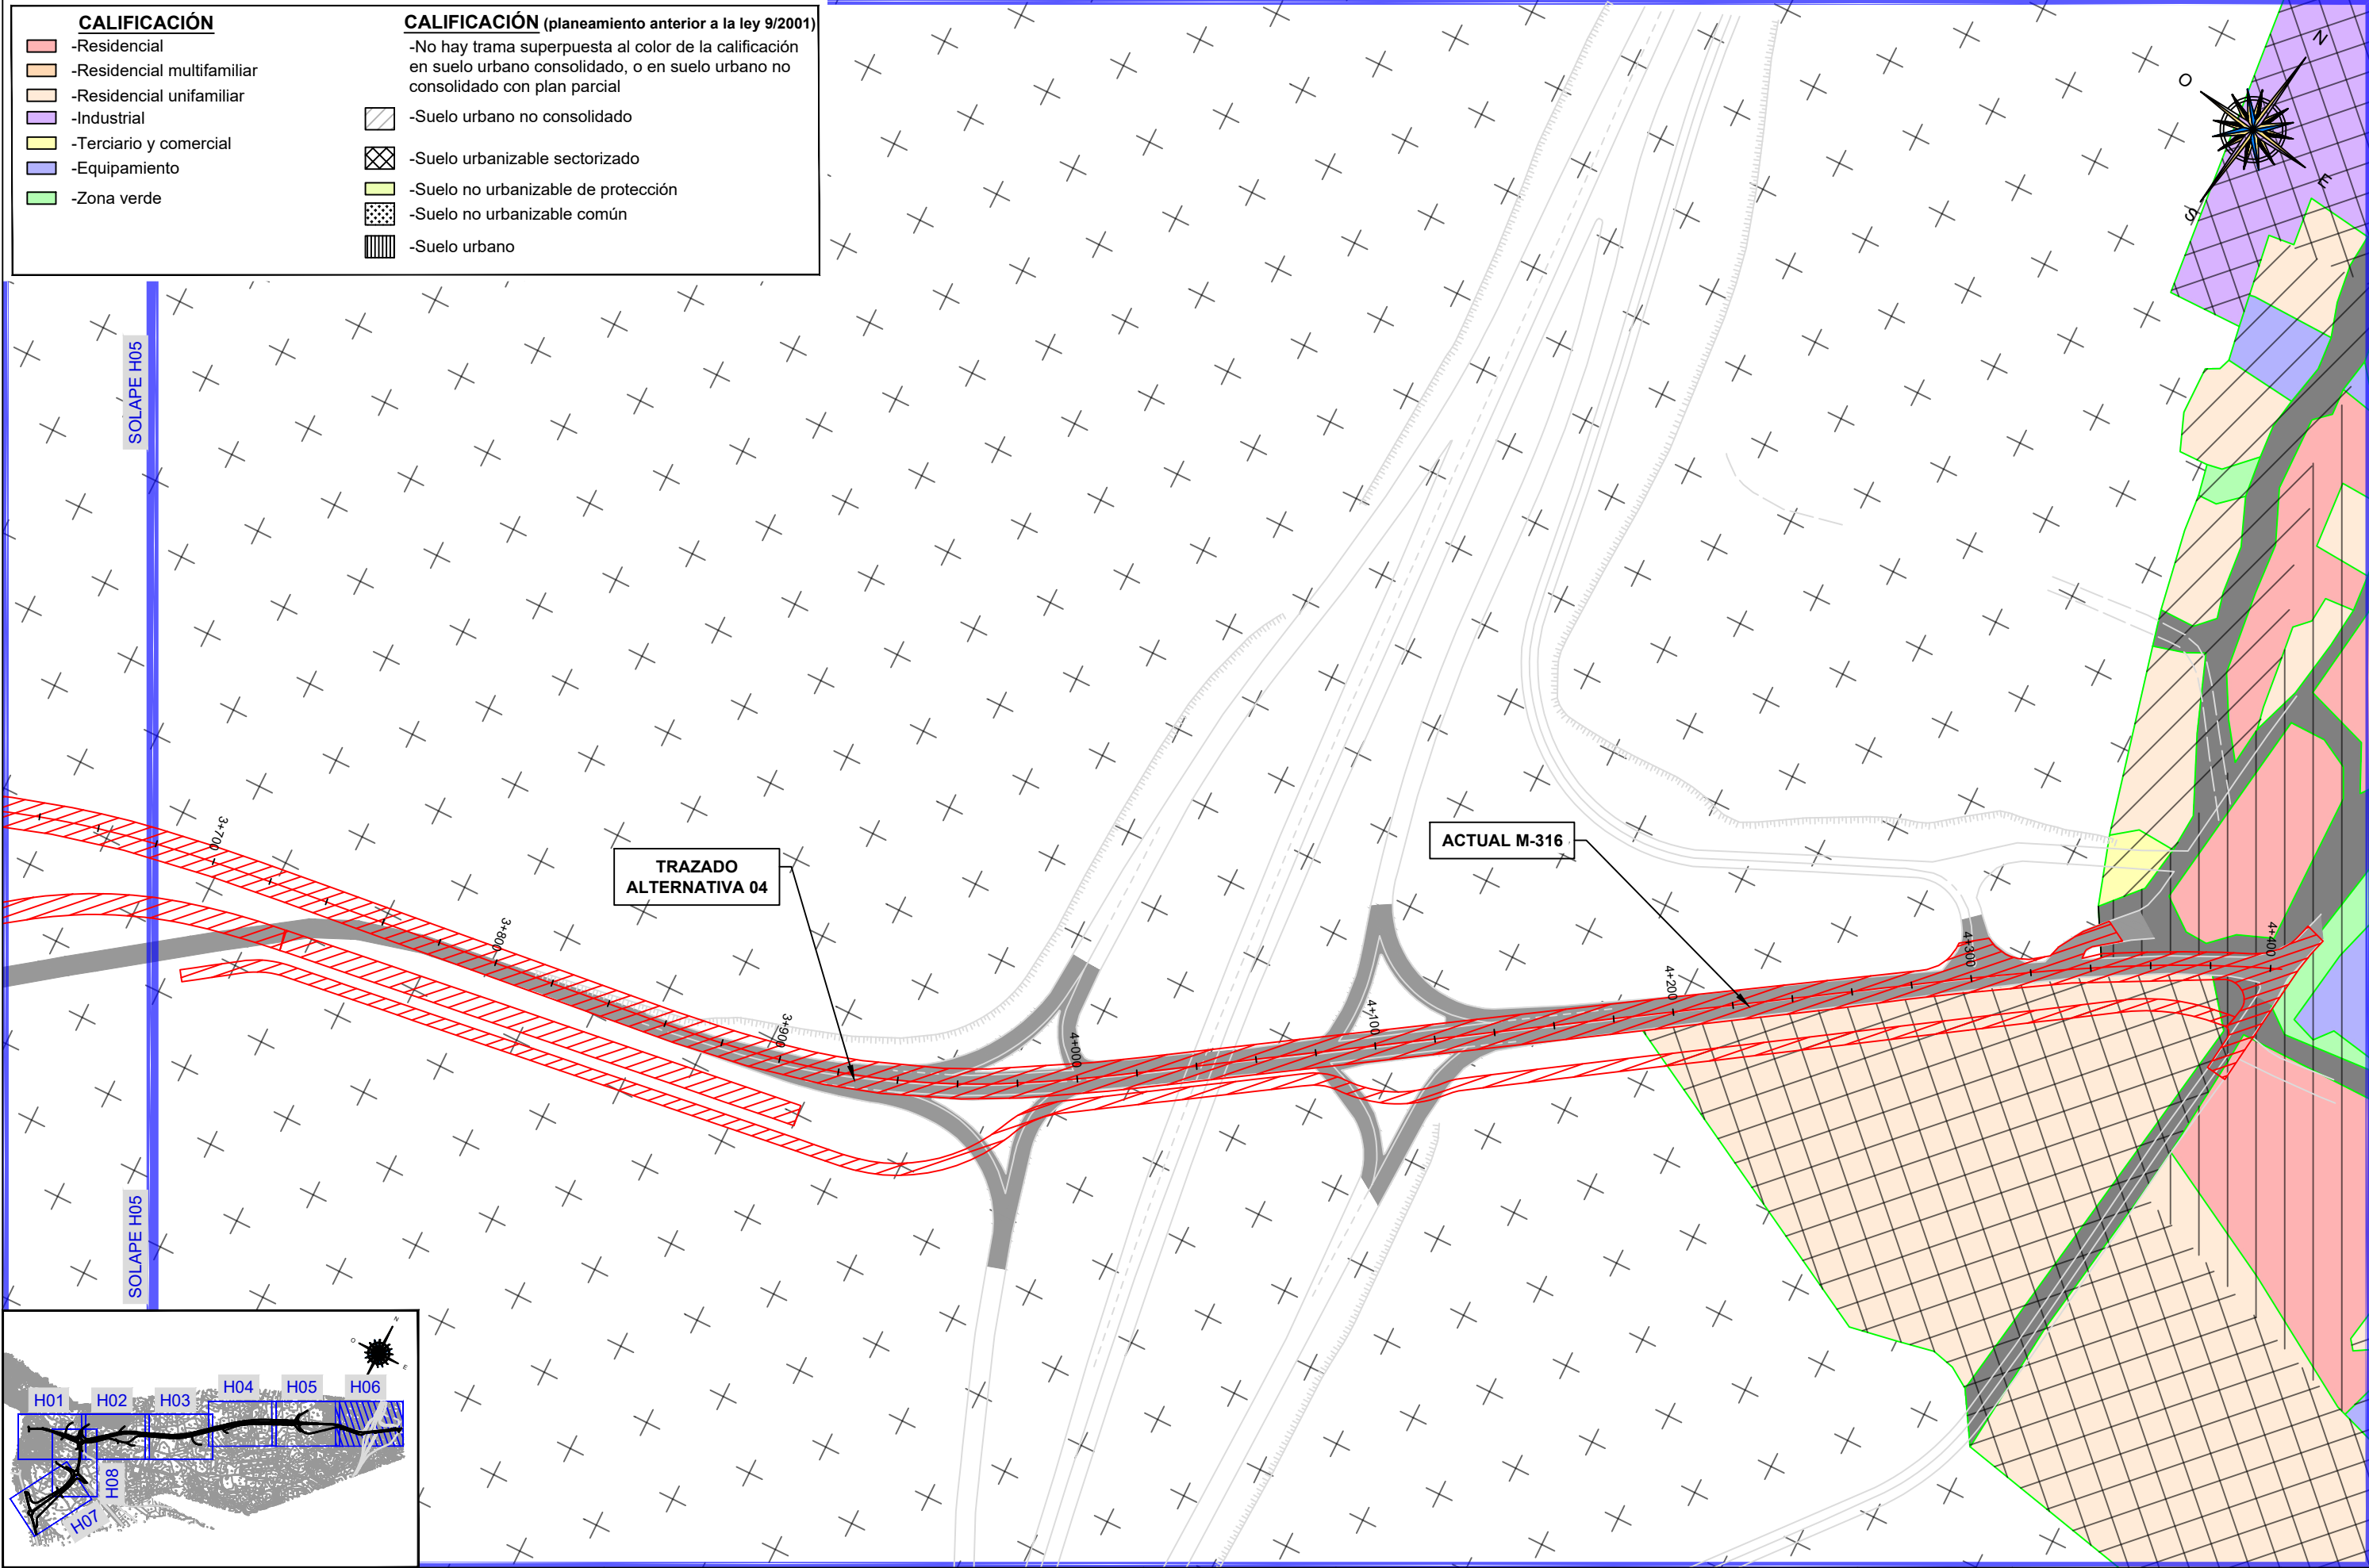 CALIFICACIÓN
-Residencial
-Residencial multifamiliar
-Residencial unifamiliar
-Industrial
-Terciario y comercial
-Equipamiento
-Zona verde
CALIFICACIÓN (planeamiento anterior a la ley 9/2001)
-No hay trama superpuesta al color de la calificación
en suelo urbano consolidado, o en suelo urbano no
consolidado con plan parcial
-Suelo urbano no consolidado
-Suelo urbanizable sectorizado
-Suelo no urbanizable de protección
-Suelo no urbanizable común
-Suelo urbano
N
O
E
S
SOLAPE H05
3+700
TRAZADO
ALTERNATIVA 04
ACTUAL M-316
3+800
3+900
4+000
4+100
4+200
4+300
4+400
SOLAPE H05
N
O
E
H01
H02
H03
H04
H05
H06
H08
H07